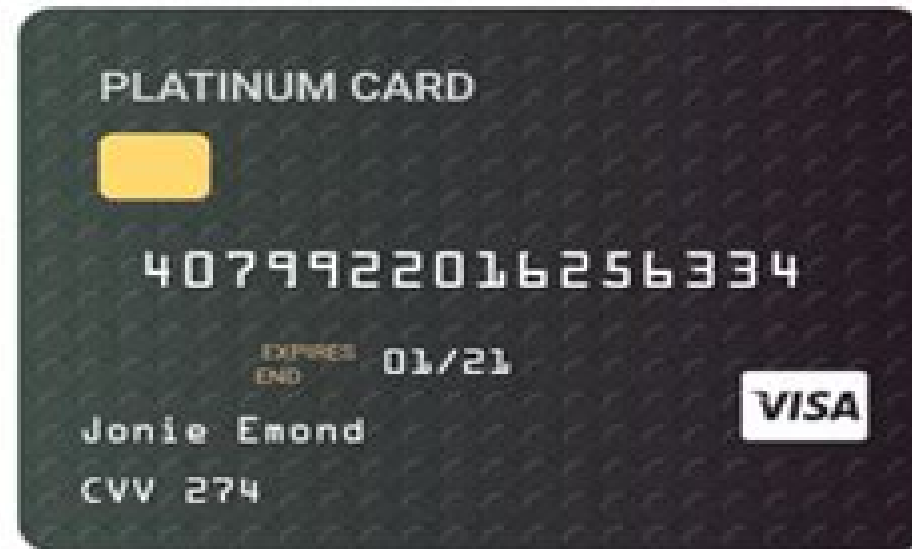 PLATINUM CARD
4079922016256334
EXPIRES
END 01/21
Jonie Emond
VISA
CVV 274